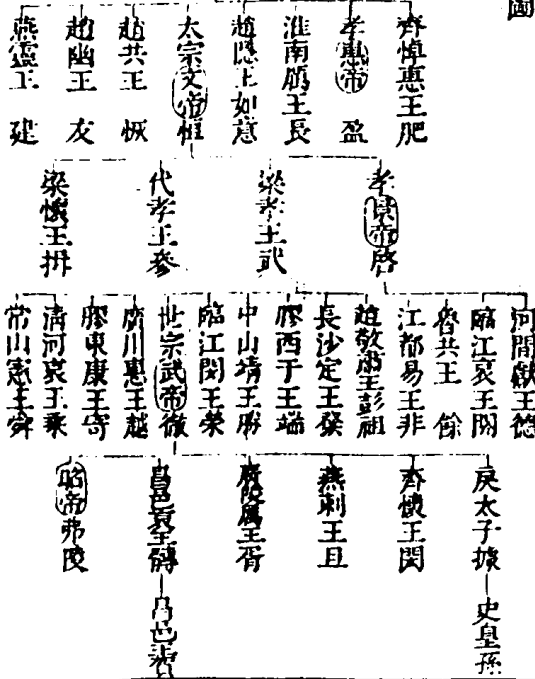 圖
齊悼惠王肥
孝惠帝 盈
淮南厲王長
趙隱王如意
太宗文帝恒
趙共王 恢
趙幽王 友
燕靈王 建
孝景帝啓
梁孝王武
代孝王參
梁懷王揖
河間獻王德
臨江哀王閼
魯共王 餘
江都易王非
趙敬肅王彭祖
長沙定王發
膠西于王端
中山靖王勝
臨江閔王榮
世宗武帝徹
廣川惠王越
膠東康王寄
清河哀王乘
常山憲王舜
戾太子據
史皇孫
齊懷王閎
燕剌王旦
廣陵厲王胥
昌邑哀王髆
昌邑
昭帝弗陵